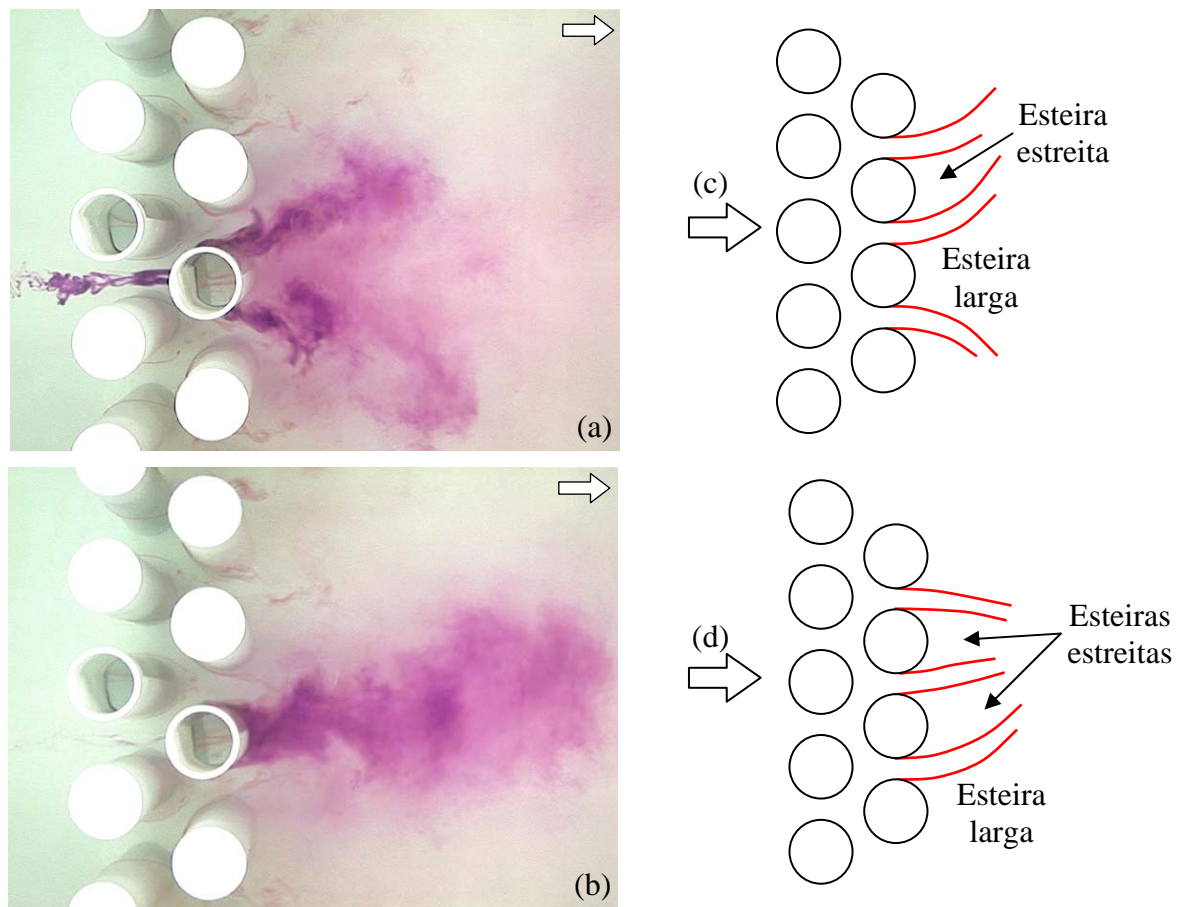 (a)
(c)
Esteira
estreita
Esteira
larga
(b)
(d)
Esteiras
estreitas
Esteira
larga